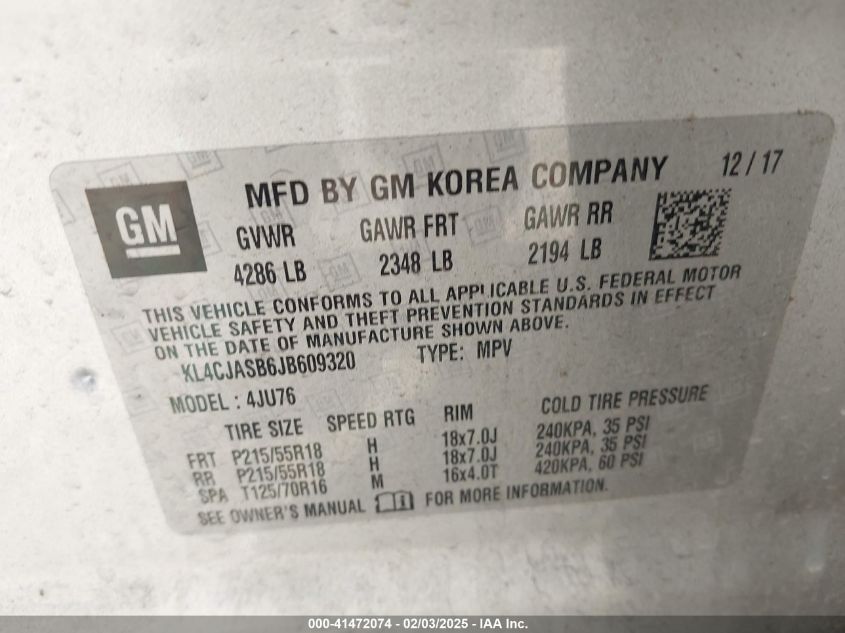 GM
MFD BY GM KOREA COMPANY 12/17
GVWR GAWR FRT GAWR RR
4286 LB 2348 LB 2194 LB
THIS VEHICLE CONFORMS TO ALL APPLICABLE U.S. FEDERAL MOTOR
VEHICLE SAFETY AND THEFT PREVENTION STANDARDS IN EFFECT
ON THE DATE OF MANUFACTURE SHOWN ABOVE.
KL4CJASB6JB609320 TYPE: MPV
MODEL : 4JU76
TIRE SIZE SPEED RTG RIM COLD TIRE PRESSURE
FRT P215/55R18 H 18x7.0J 240KPA, 35 PSI
RR P215/55R18 H 18x7.0J 240KPA, 35 PSI
SPA T125/70R16 M 16x4.0T 420KPA, 60 PSI
SEE OWNER'S MANUAL FOR MORE INFORMATION.
000-41472074 - 02/03/2025 - IAA Inc.